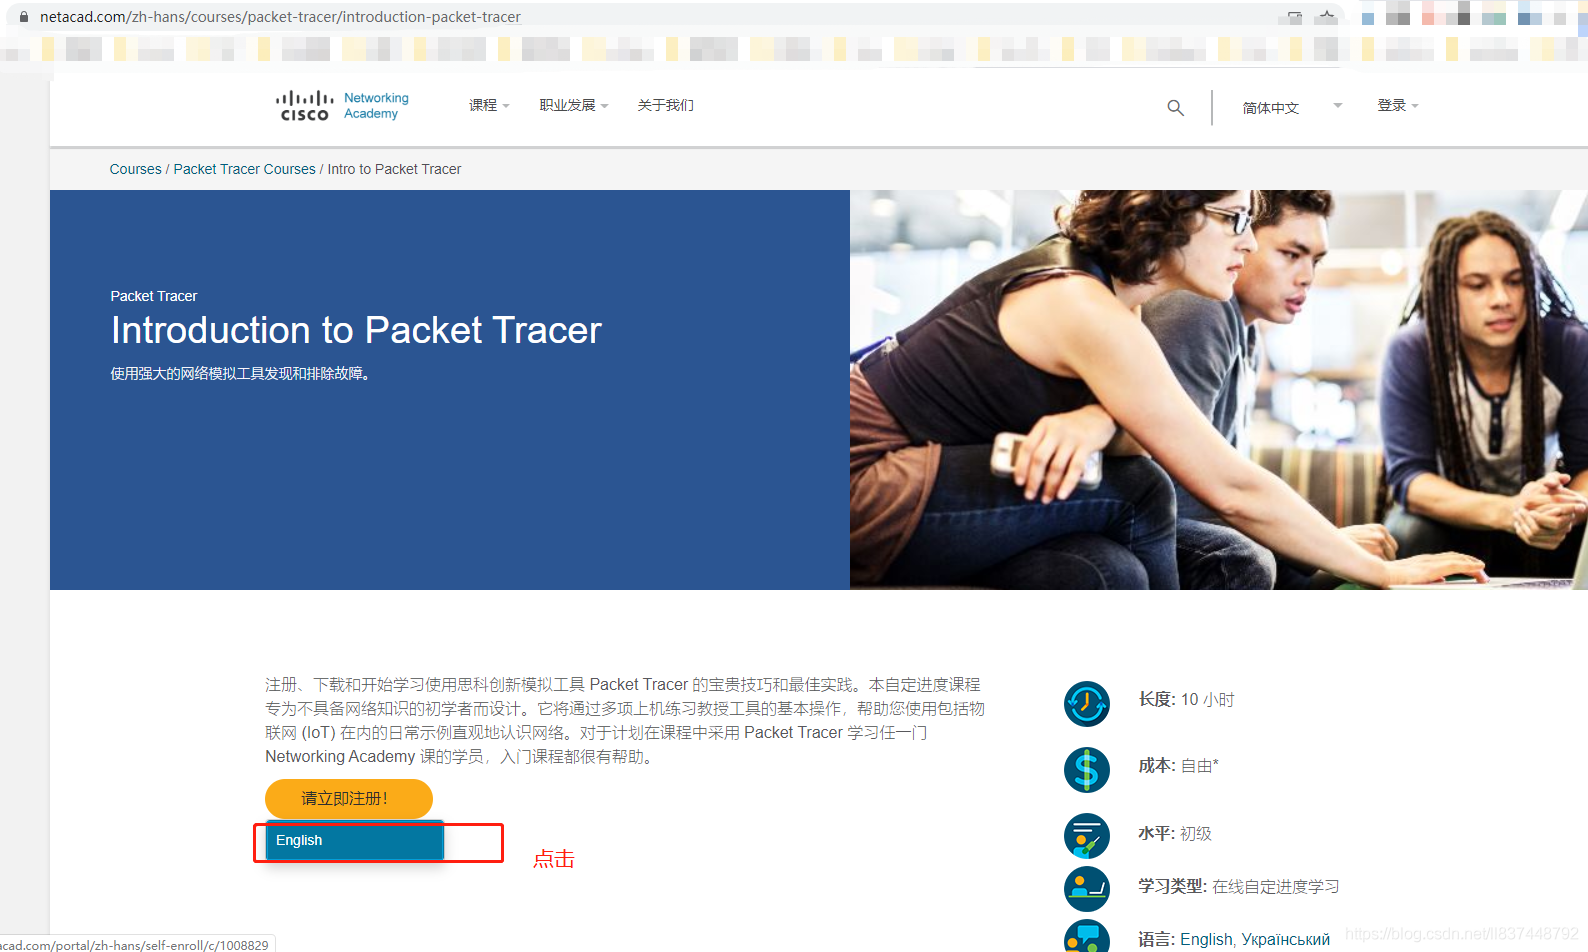 netacad.com/zh-hans/courses/packet-tracer/introduction-packet-tracer
CISCO
Networking
Academy
课程
职业发展
关于我们
简体中文
登录
Courses / Packet Tracer Courses / Intro to Packet Tracer
Packet Tracer
Introduction to Packet Tracer
使用强大的网络模拟工具发现和排除故障。
注册、下载和开始学习使用思科创新模拟工具 Packet Tracer 的宝贵技巧和最佳实践。本自定进度课程
专为不具备网络知识的初学者而设计。它将通过多项上机练习教授工具的基本操作，帮助您使用包括物
联网 (IoT) 在内的日常示例直观地认识网络。对于计划在课程中采用 Packet Tracer 学习任一门
Networking Academy 课的学员，入门课程都很有帮助。
请立即注册！
English
点击
长度: 10 小时
成本: 自由*
水平: 初级
学习类型: 在线自定进度学习
语言: English, Український
acad.com/portal/zh-hans/self-enroll/c/1008829
https://blog.csdn.net/ll837448792